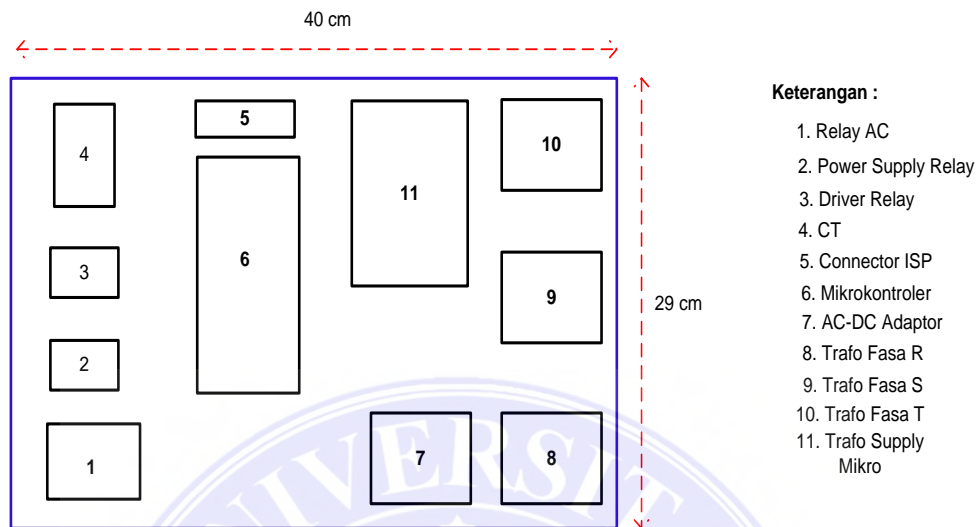 40 cm
29 cm
4
5
11
10
3
6
9
2
1
7
8
Keterangan :
1. Relay AC
2. Power Supply Relay
3. Driver Relay
4. CT
5. Connector ISP
6. Mikrokontroler
7. AC-DC Adaptor
8. Trafo Fasa R
9. Trafo Fasa S
10. Trafo Fasa T
11. Trafo Supply
Mikro
NIVERSIT